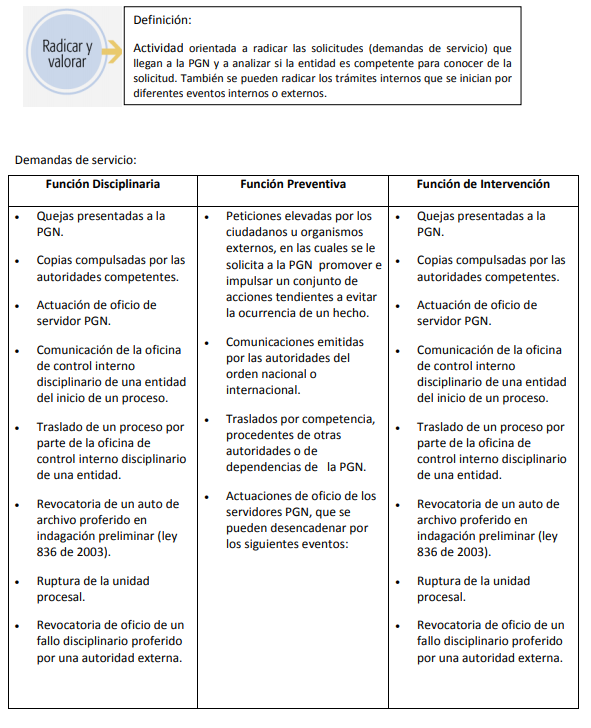 Radicar y
valorar
Definición:
Actividad orientada a radicar las solicitudes (demandas de servicio) que
llegan a la PGN y a analizar si la entidad es competente para conocer de la
solicitud. También se pueden radicar los trámites internos que se inician por
diferentes eventos internos o externos.
Demandas de servicio:
Función Disciplinaria
• Quejas presentadas a la
PGN.
• Copias compulsadas por las
autoridades competentes.
• Actuación de oficio de
servidor PGN.
• Comunicación de la oficina
de control interno
disciplinario de una entidad
del inicio de un proceso.
• Traslado de un proceso por
parte de la oficina de
control interno disciplinario
de una entidad.
• Revocatoria de un auto de
archivo proferido en
indagación preliminar (ley
836 de 2003).
• Ruptura de la unidad
procesal.
• Revocatoria de oficio de un
fallo disciplinario proferido
por una autoridad externa.
Función Preventiva
• Peticiones elevadas por los
ciudadanos u organismos
externos, en las cuales se le
solicita a la PGN promover e
impulsar un conjunto de
acciones tendientes a evitar
la ocurrencia de un hecho.
• Comunicaciones emitidas
por las autoridades del
orden nacional o
internacional.
• Traslados por competencia,
procedentes de otras
autoridades o de
dependencias de la PGN.
• Actuaciones de oficio de los
servidores PGN, que se
pueden desencadenar por
los siguientes eventos:
Función de Intervención
• Quejas presentadas a la
PGN.
• Copias compulsadas por las
autoridades competentes.
• Actuación de oficio de
servidor PGN.
• Comunicación de la oficina
de control interno
disciplinario de una entidad
del inicio de un proceso.
• Traslado de un proceso por
parte de la oficina de
control interno disciplinario
de una entidad.
• Revocatoria de un auto de
archivo proferido en
indagación preliminar (ley
836 de 2003).
• Ruptura de la unidad
procesal.
• Revocatoria de oficio de un
fallo disciplinario proferido
por una autoridad externa.